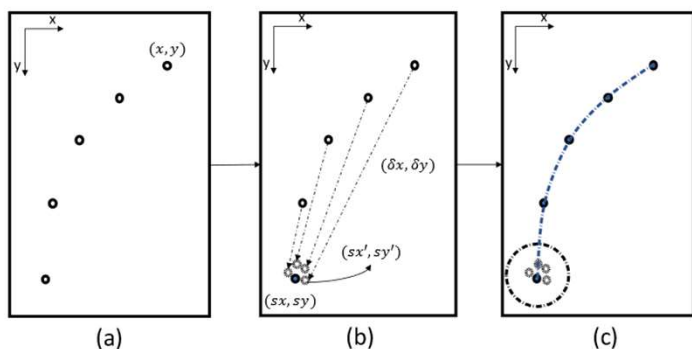 x
y
(x, y)
(a)
x
y
(δx, δy)
(sx′, sy′)
(sx, sy)
(b)
x
y
(c)